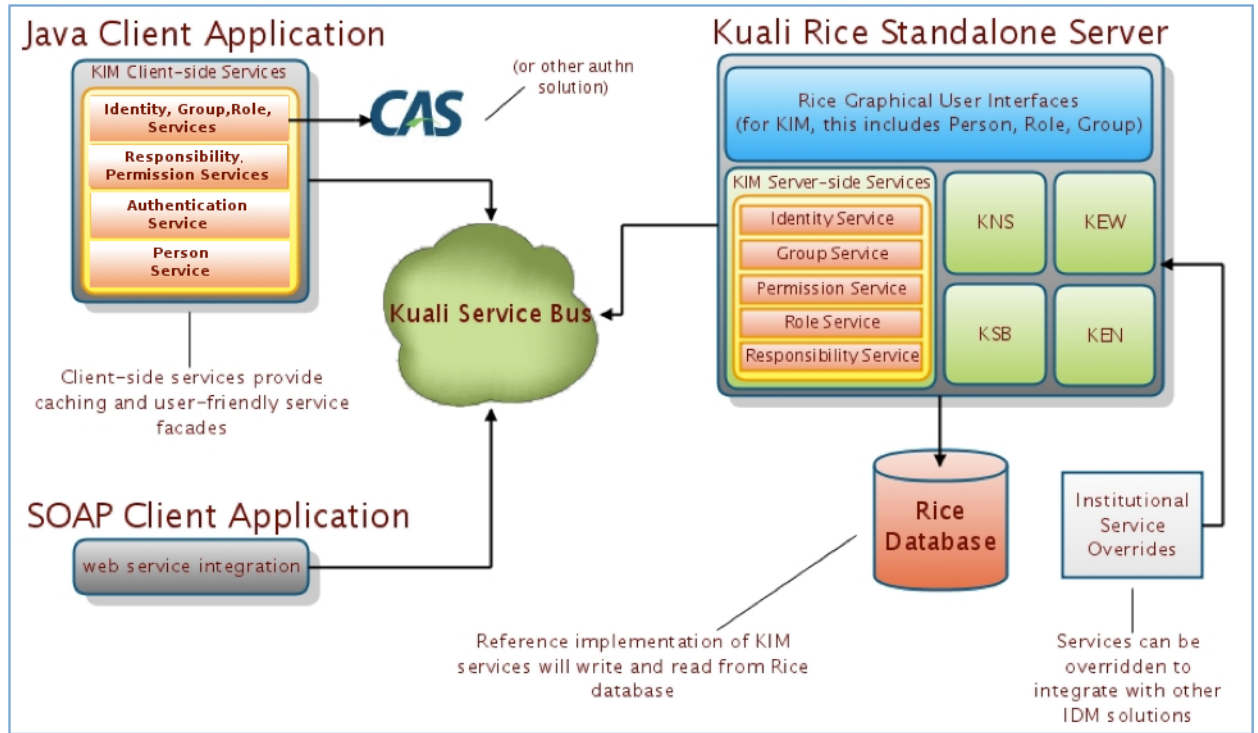 Java Client Application
KIM Client-side Services
Identity, Group,Role,
Services
Responsibility,
Permission Services
Authentication
Service
Person
Service
Client-side services provide
caching and user-friendly service
facades
CAS
(or other authn
solution)
Kuali Service Bus
SOAP Client Application
web service integration
Kuali Rice Standalone Server
Rice Graphical User Interfaces
(for KIM, this includes Person, Role, Group)
KIM Server-side Services
Identity Service
Group Service
Permission Service
Role Service
Responsibility Service
KNS
KEW
KSB
KEN
Rice
Database
Institutional
Service
Overrides
Reference implementation of KIM
services will write and read from Rice
database
Services can be
overridden to
integrate with other
IDM solutions